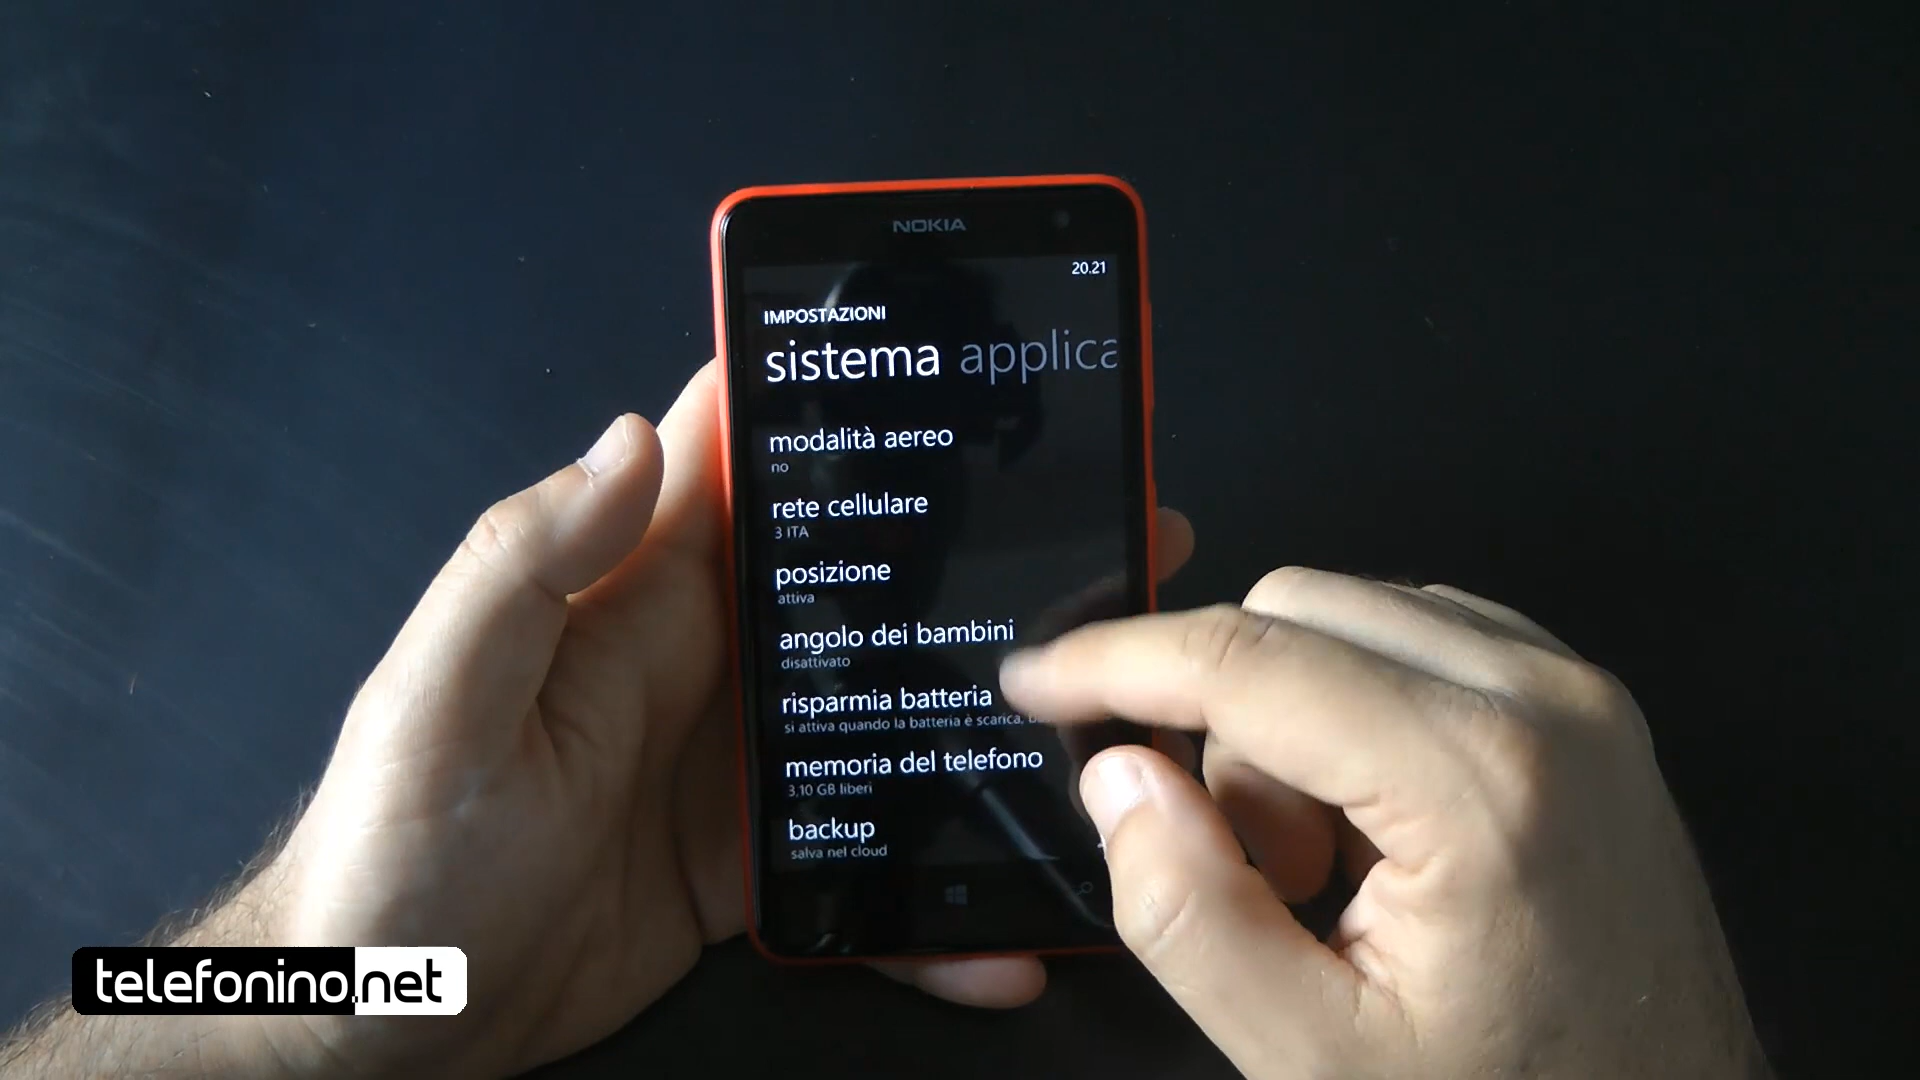 NOKIA
20.21
IMPOSTAZIONI
sistema applica
modalità aereo
no
rete cellulare
3 ITA
posizione
attiva
angolo dei bambini
disattivato
risparmia batteria
si attiva quando la batteria è scarica,
memoria del telefono
3,10 GB liberi
backup
salva nel cloud
telefonino.net